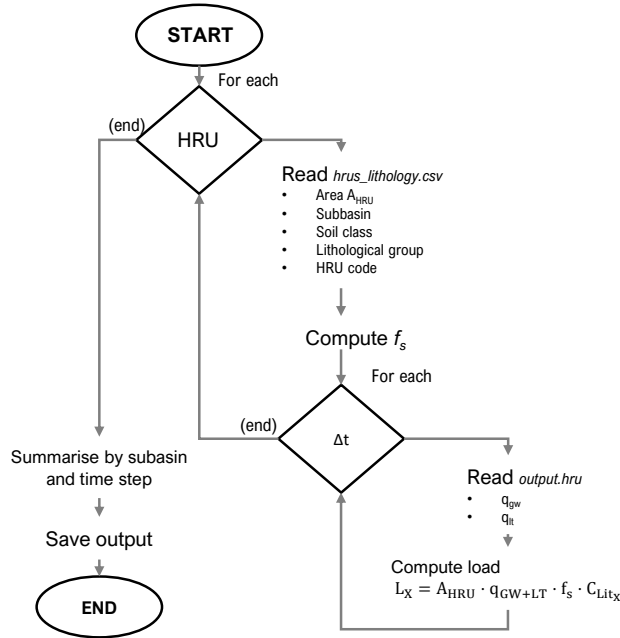 START
For each
(end)
HRU
Read hrus_lithology.csv
• Area A_HRU
• Subbasin
• Soil class
• Lithological group
• HRU code
Compute f_s
For each
(end)
Δt
Read output.hru
• q_gw
• q_lt
Compute load
L_X = A_HRU · q_GW+LT · f_s · C_Lit_X
Summarise by subasin
and time step
Save output
END